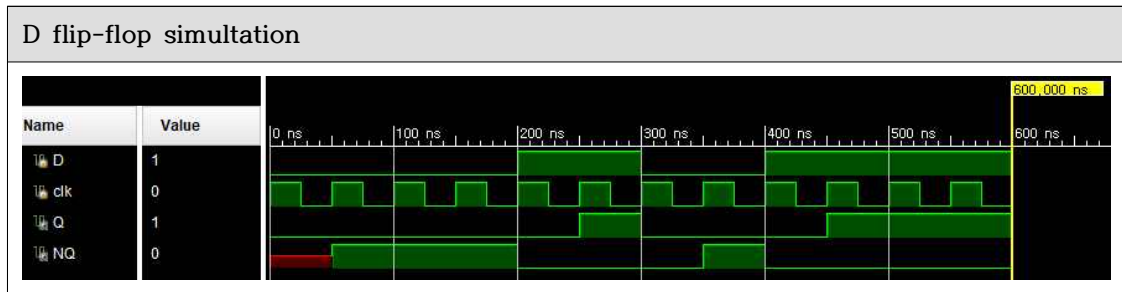 D flip-flop simultation
600,000 ns
Name Value
0 ns 100 ns 200 ns 300 ns 400 ns 500 ns 600 ns
D 1
clk 0
Q 1
NQ 0